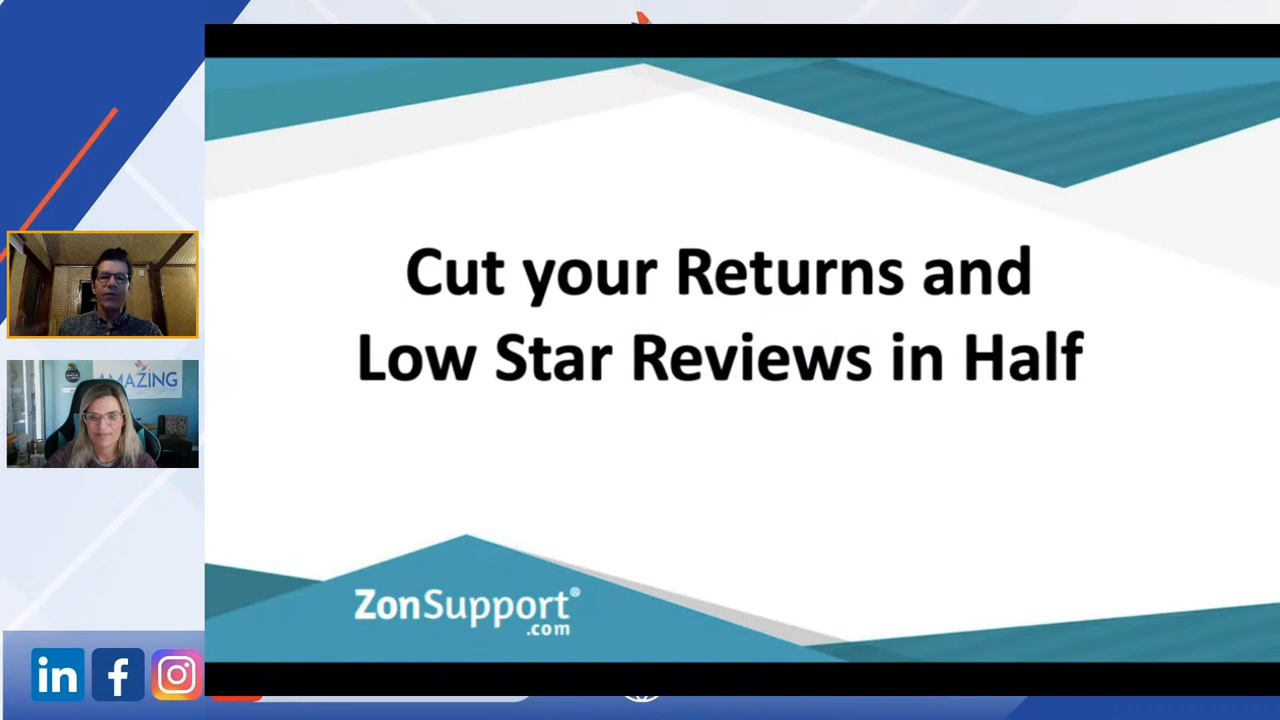 Cut your Returns and
Low Star Reviews in Half
AMAZING
ZonSupport®
.com
in
f